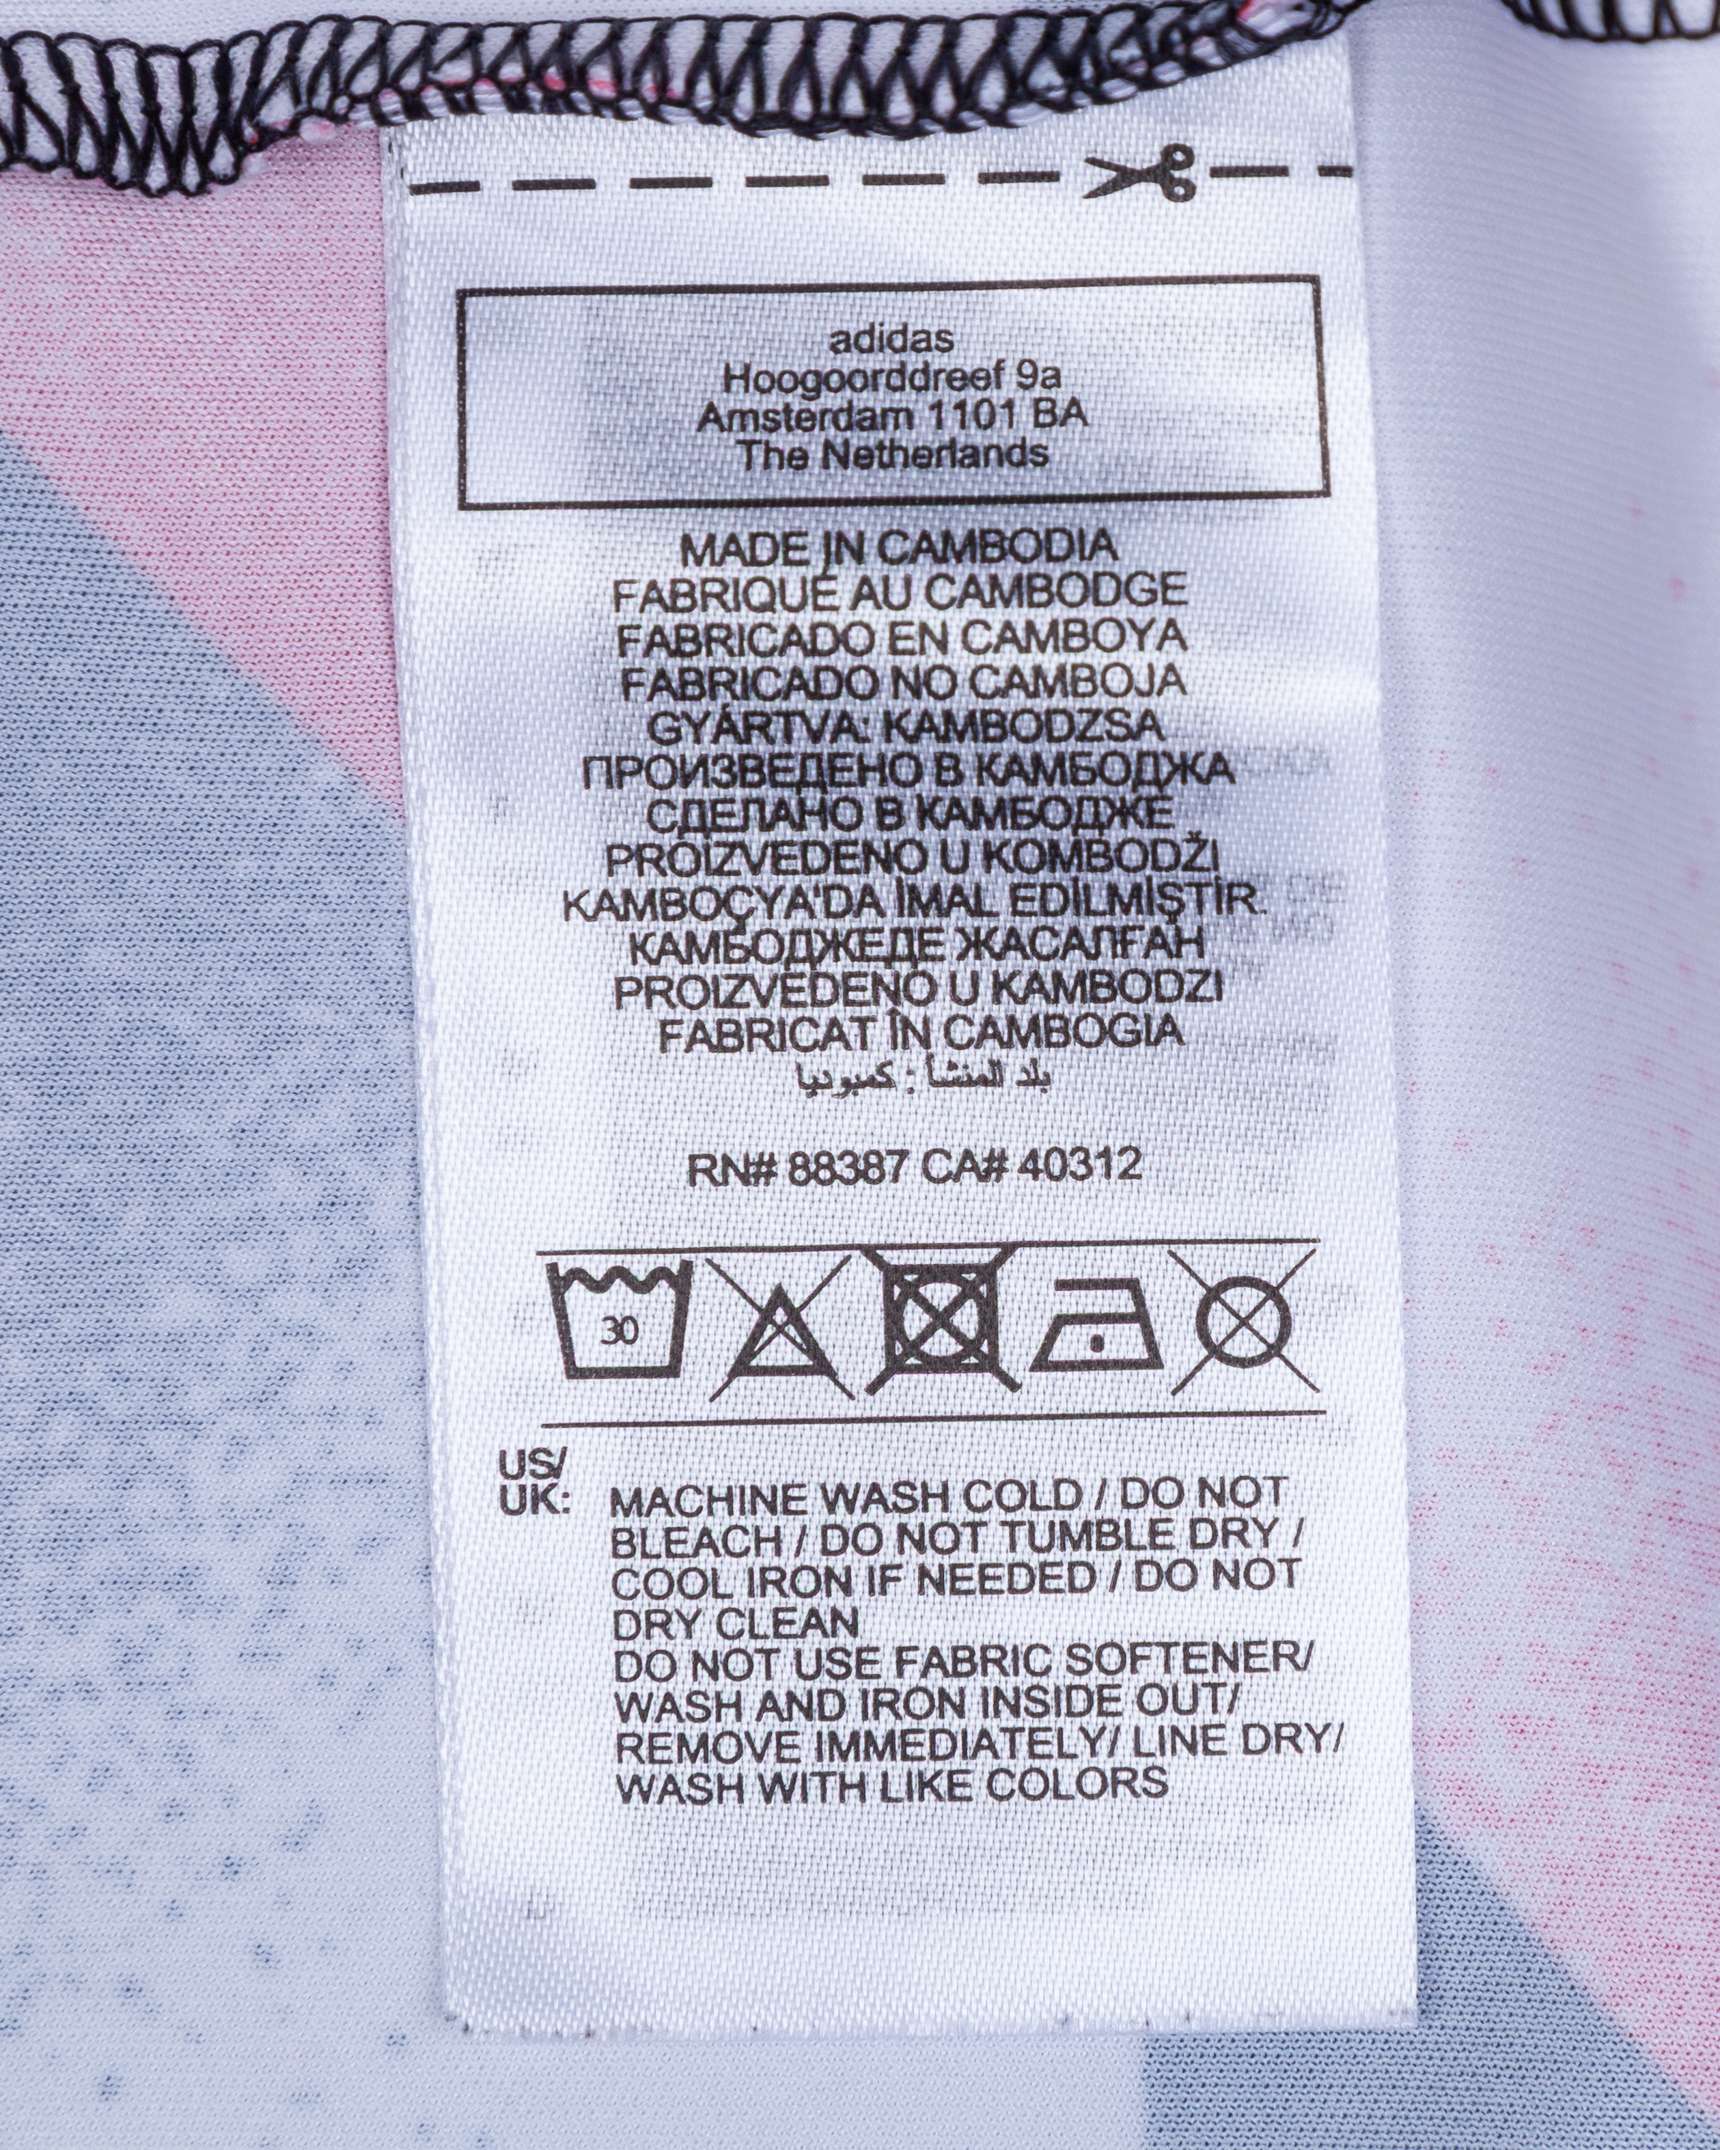 adidas
Hoogoorddreef 9a
Amsterdam 1101 BA
The Netherlands
MADE IN CAMBODIA
FABRIQUÉ AU CAMBODGE
FABRICADO EN CAMBOYA
FABRICADO NO CAMBOJA
GYÁRTVA: KAMBODZSA
ПРОИЗВЕДЕНО В КАМБОДЖА
СДЕЛАНО В КАМБОДЖЕ
PROIZVEDENO U KOMBODŽI
KAMBOÇYA'DA İMAL EDİLMİŞTİR.
КАМБОДЖЕДЕ ЖАСАЛҒАН
PROIZVEDENO U KAMBODZI
FABRICAT ÎN CAMBOGIA
بلد المنشأ : كمبوديا
RN# 88387 CA# 40312
30
US/
UK: MACHINE WASH COLD / DO NOT
BLEACH / DO NOT TUMBLE DRY /
COOL IRON IF NEEDED / DO NOT
DRY CLEAN
DO NOT USE FABRIC SOFTENER/
WASH AND IRON INSIDE OUT/
REMOVE IMMEDIATELY/ LINE DRY/
WASH WITH LIKE COLORS